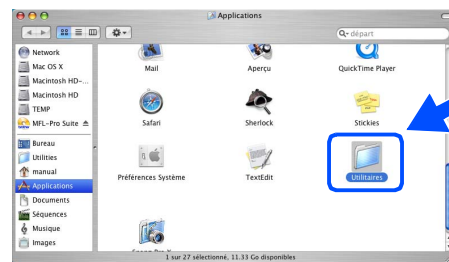 Applications
départ
Network
Mac OS X
Macintosh HD-...
Macintosh HD
TEMP
MFL-Pro Suite
Bureau
Utilities
manual
Applications
Documents
Séquences
Musique
Images
Mail
Aperçu
QuickTime Player
Safari
Sherlock
Stickies
Préférences Système
TextEdit
Utilitaires
1 sur 27 sélectionné, 11.33 Go disponibles